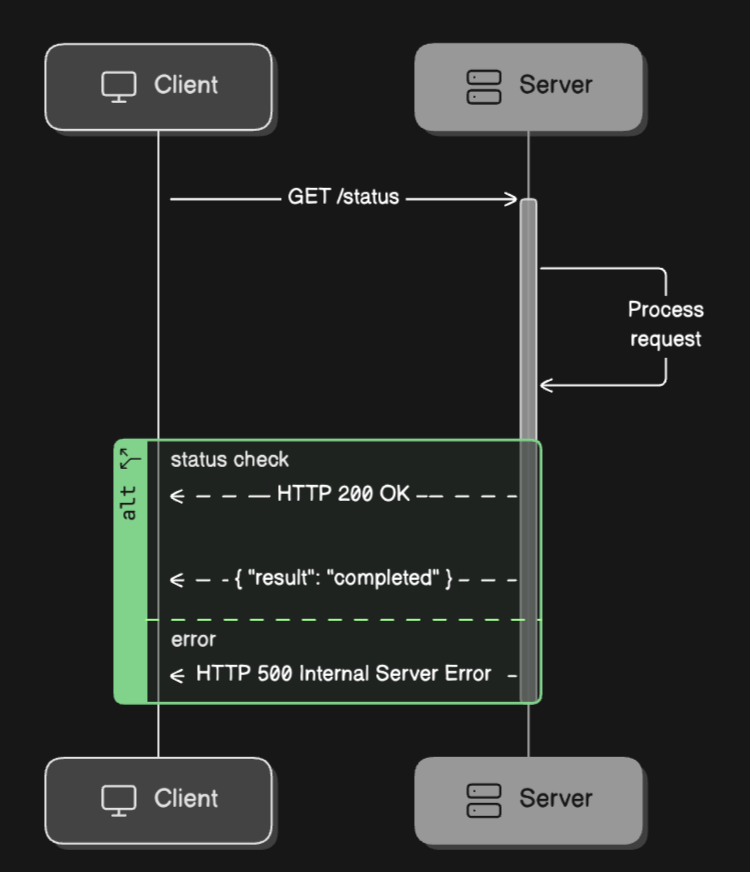 Client
Server
GET /status
Process
request
alt
status check
HTTP 200 OK
{ "result": "completed" }
error
HTTP 500 Internal Server Error
Client
Server